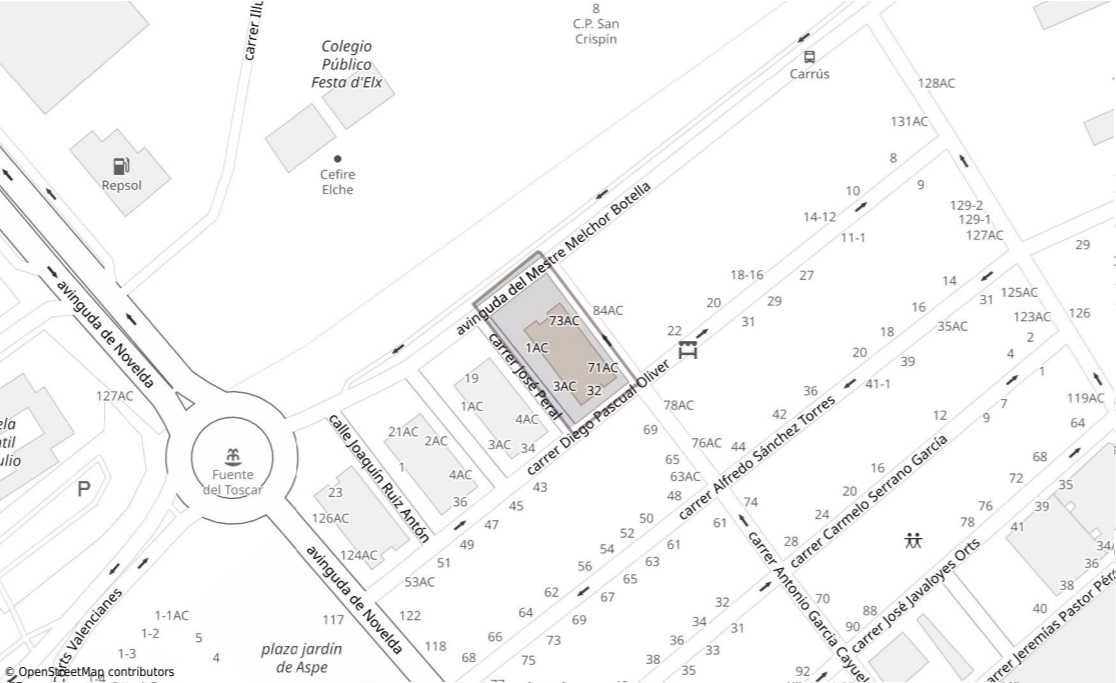 8
C.P. San
Crispín
carrer Illu
Colegio
Público
Festa d'Elx
Carrús
128AC
131AC
Repsol
Cefire
Elche
8
9
10
129-2
129-1
127AC
14-12
11-1
29
avinguda del Mestre Melchor Botella
avinguda de Novelda
18-16
27
14
125AC
31
20
29
16
84AC
73AC
31
22
35AC
123AC
126
18
2
1AC
carrer José Peral
71AC
20
39
4
1
3AC
32
19
1AC
36
41-1
127AC
119AC
7
4AC
78AC
42
12
9
64
21AC
2AC
69
76AC
44
3AC
34
carrer Diego Pascual Oliver
carrer Alfredo Sánchez Torres
carrer Carmelo Serrano García
68
calle Joaquín Ruiz Antón
1
4AC
65
63AC
16
72
35
Fuente
del Toscar
P
23
43
48
20
36
45
74
76
39
126AC
47
50
61
24
78
41
52
28
49
54
61
34A
124AC
51
56
63
36
53AC
65
38
62
67
32
70
40
1-1AC
117
122
64
69
34
31
88
90
1-2
5
66
73
36
33
1-3
4
118
68
75
38
35
92
plaza jardín
de Aspe
avinguda de Novelda
carrer Antonio García Cayuel
carrer José Javaloyes Orts
carrer Jeremías Pastor Pér
orts Valencianes
© OpenStreetMap contributors